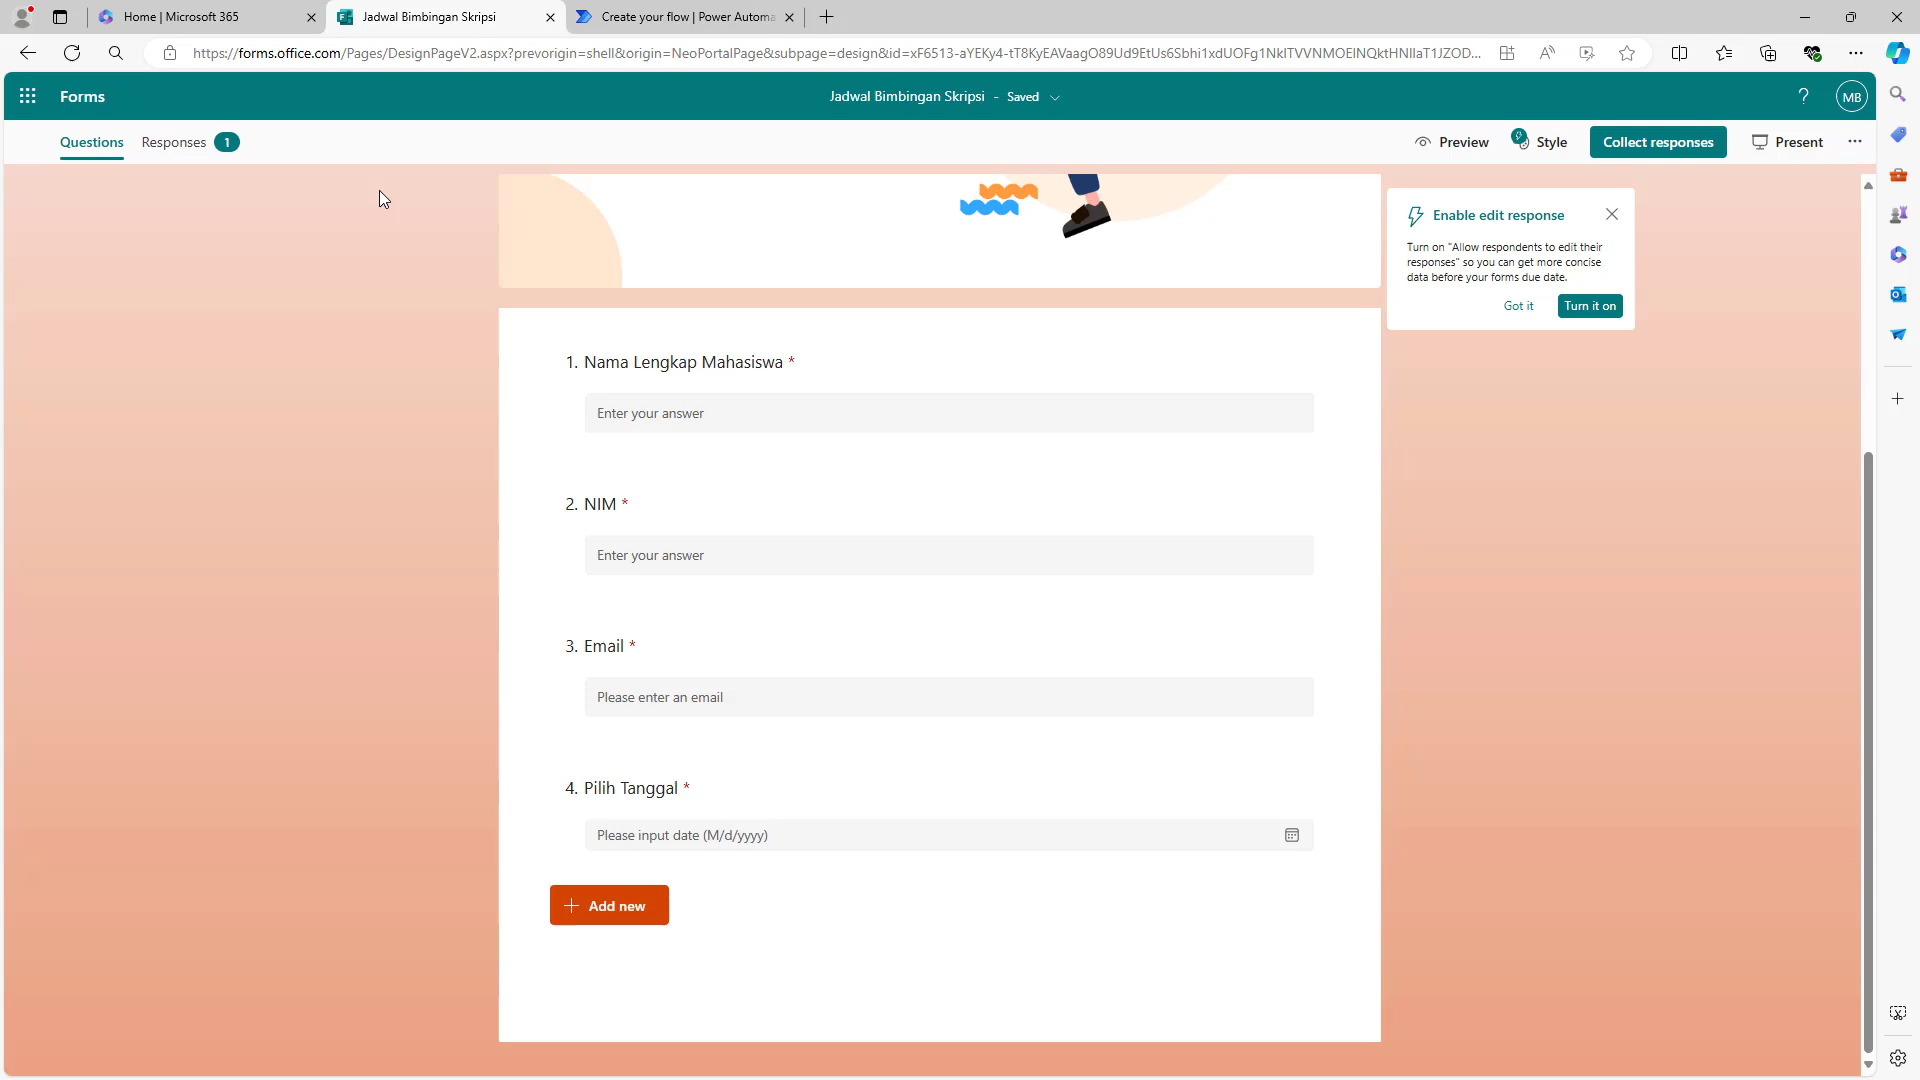 Home | Microsoft 365
Jadwal Bimbingan Skripsi
Create your flow | Power Automa
https://forms.office.com/Pages/DesignPageV2.aspx?prevorigin=shell&origin=NeoPortalPage&subpage=design&id=xF6513-aYEKy4-tT8KyEAVaagO89Ud9EtUs6Sbhi1xdUOFg1NklTVVNMOElNQktHNllaT1JZOD...
Forms
Jadwal Bimbingan Skripsi - Saved
?
MB
Questions
Responses 1
Preview
Style
Collect responses
Present
Enable edit response
Turn on "Allow respondents to edit their
responses" so you can get more concise
data before your forms due date.
Got it
Turn it on
1. Nama Lengkap Mahasiswa *
Enter your answer
2. NIM *
Enter your answer
3. Email *
Please enter an email
4. Pilih Tanggal *
Please input date (M/d/yyyy)
Add new